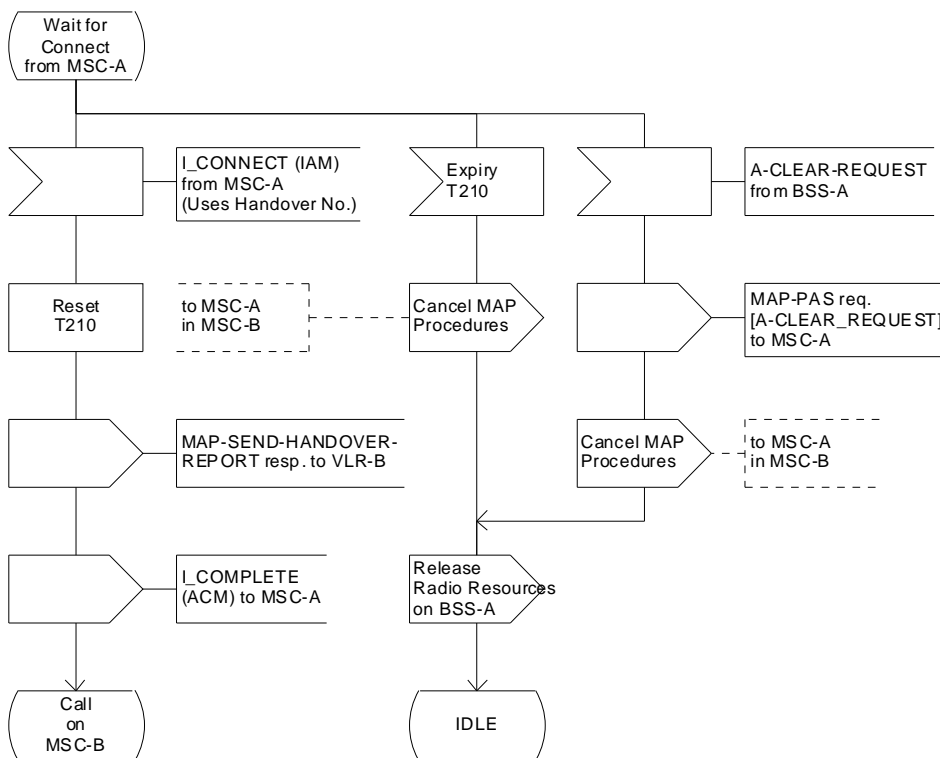 Wait for
Connect
from MSC-A
I_CONNECT (IAM)
from MSC-A
(Uses Handover No.)
Expiry
T210
A-CLEAR-REQUEST
from BSS-A
Reset
T210
to MSC-A
in MSC-B
Cancel MAP
Procedures
MAP-PAS req.
[A-CLEAR_REQUEST]
to MSC-A
MAP-SEND-HANDOVER-
REPORT resp. to VLR-B
Cancel MAP
Procedures
to MSC-A
in MSC-B
I_COMPLETE
(ACM) to MSC-A
Release
Radio Resources
on BSS-A
Call
on
MSC-B
IDLE